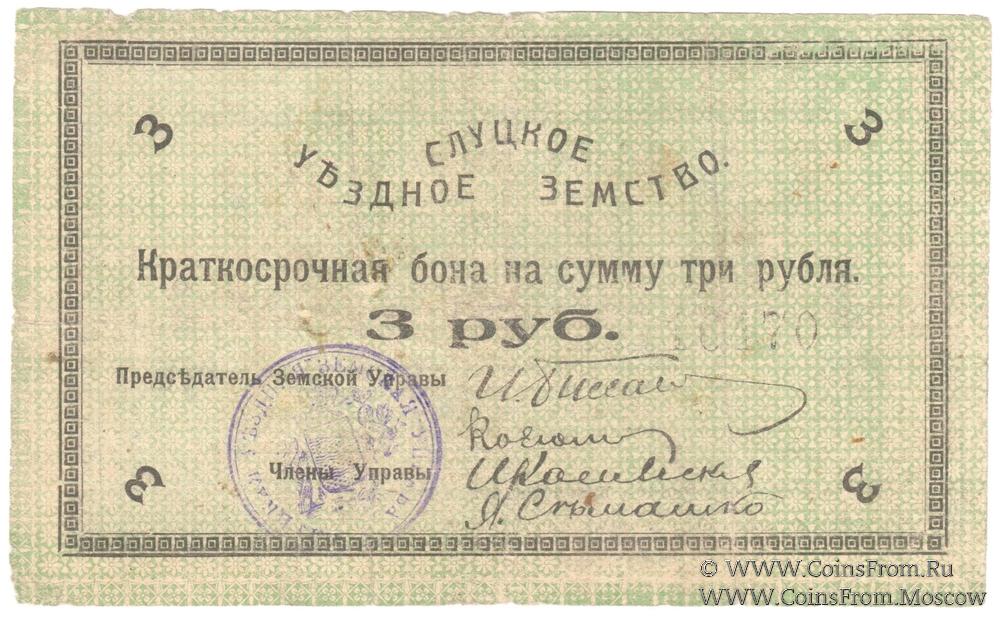 3 3
СЛУЦКОЕ
УѢЗДНОЕ ЗЕМСТВО.
Краткосрочная бона на сумму три рубля.
3 руб.
Предсѣдатель Земской Управы
Члены Управы
Я. Стымашко
3 3
© WWW.CoinsFrom.Ru
WWW.CoinsFrom.Moscow